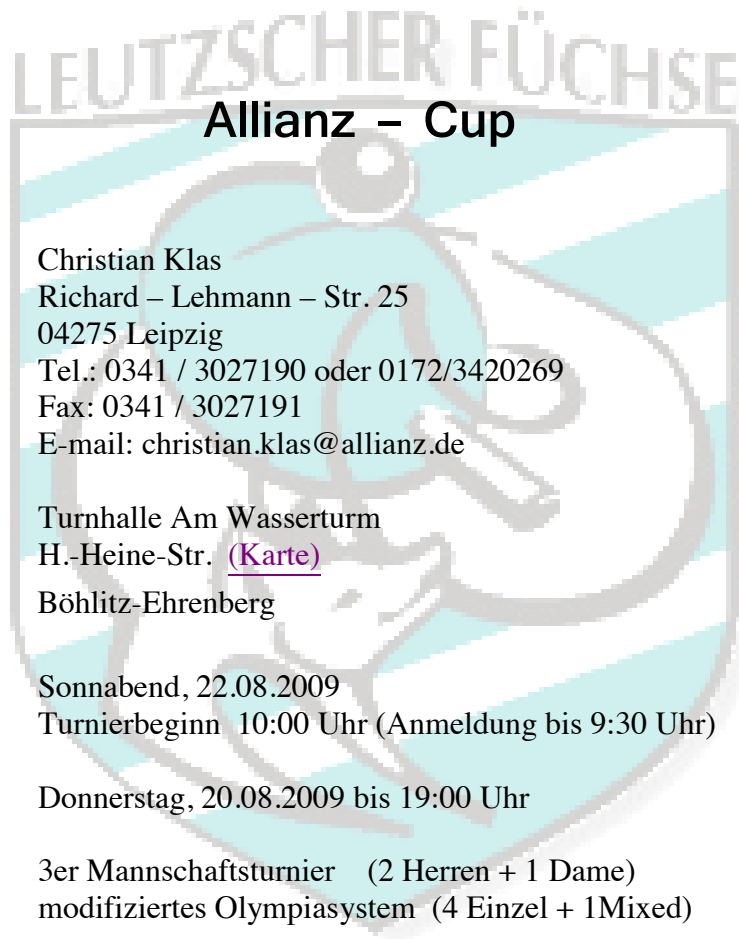 LEUTZSCHER FÜCHSE
Allianz – Cup
Christian Klas
Richard – Lehmann – Str. 25
04275 Leipzig
Tel.: 0341 / 3027190 oder 0172/3420269
Fax: 0341 / 3027191
E-mail: christian.klas@allianz.de
Turnhalle Am Wasserturm
H.-Heine-Str. (Karte)
Böhlitz-Ehrenberg
Sonnabend, 22.08.2009
Turnierbeginn 10:00 Uhr (Anmeldung bis 9:30 Uhr)
Donnerstag, 20.08.2009 bis 19:00 Uhr
3er Mannschaftsturnier (2 Herren + 1 Dame)
modifiziertes Olympiasystem (4 Einzel + 1Mixed)